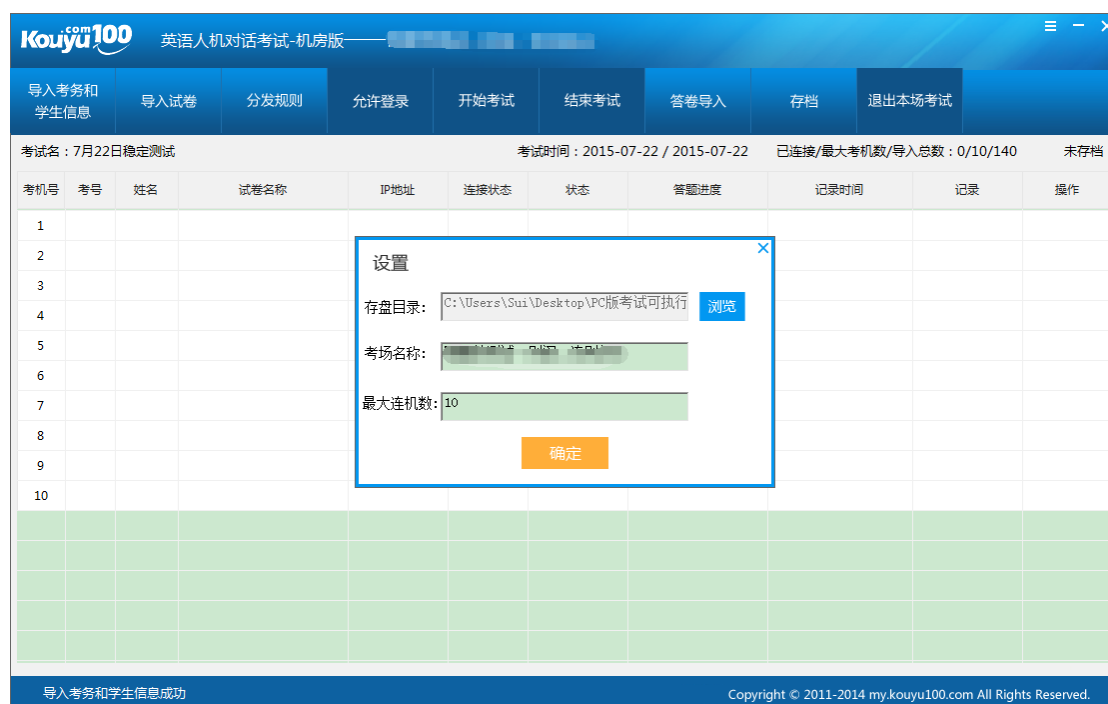 Kouyu.com100 英语人机对话考试-机房版——
导入考务和
学生信息
导入试卷 分发规则 允许登录 开始考试 结束考试 答卷导入 存档 退出本场考试
考试名：7月22日稳定测试 考试时间：2015-07-22 / 2015-07-22 已连接/最大考机数/导入总数：0/10/140 未存档
考机号 考号 姓名 试卷名称 IP地址 连接状态 状态 答题进度 记录时间 记录 操作
1
2
3
4
5
6
7
8
9
10
设置
存盘目录: C:\Users\Sui\Desktop\PC版考试可执行 浏览
考场名称:
最大连机数: 10
确定
导入考务和学生信息成功 Copyright © 2011-2014 my.kouyu100.com All Rights Reserved.